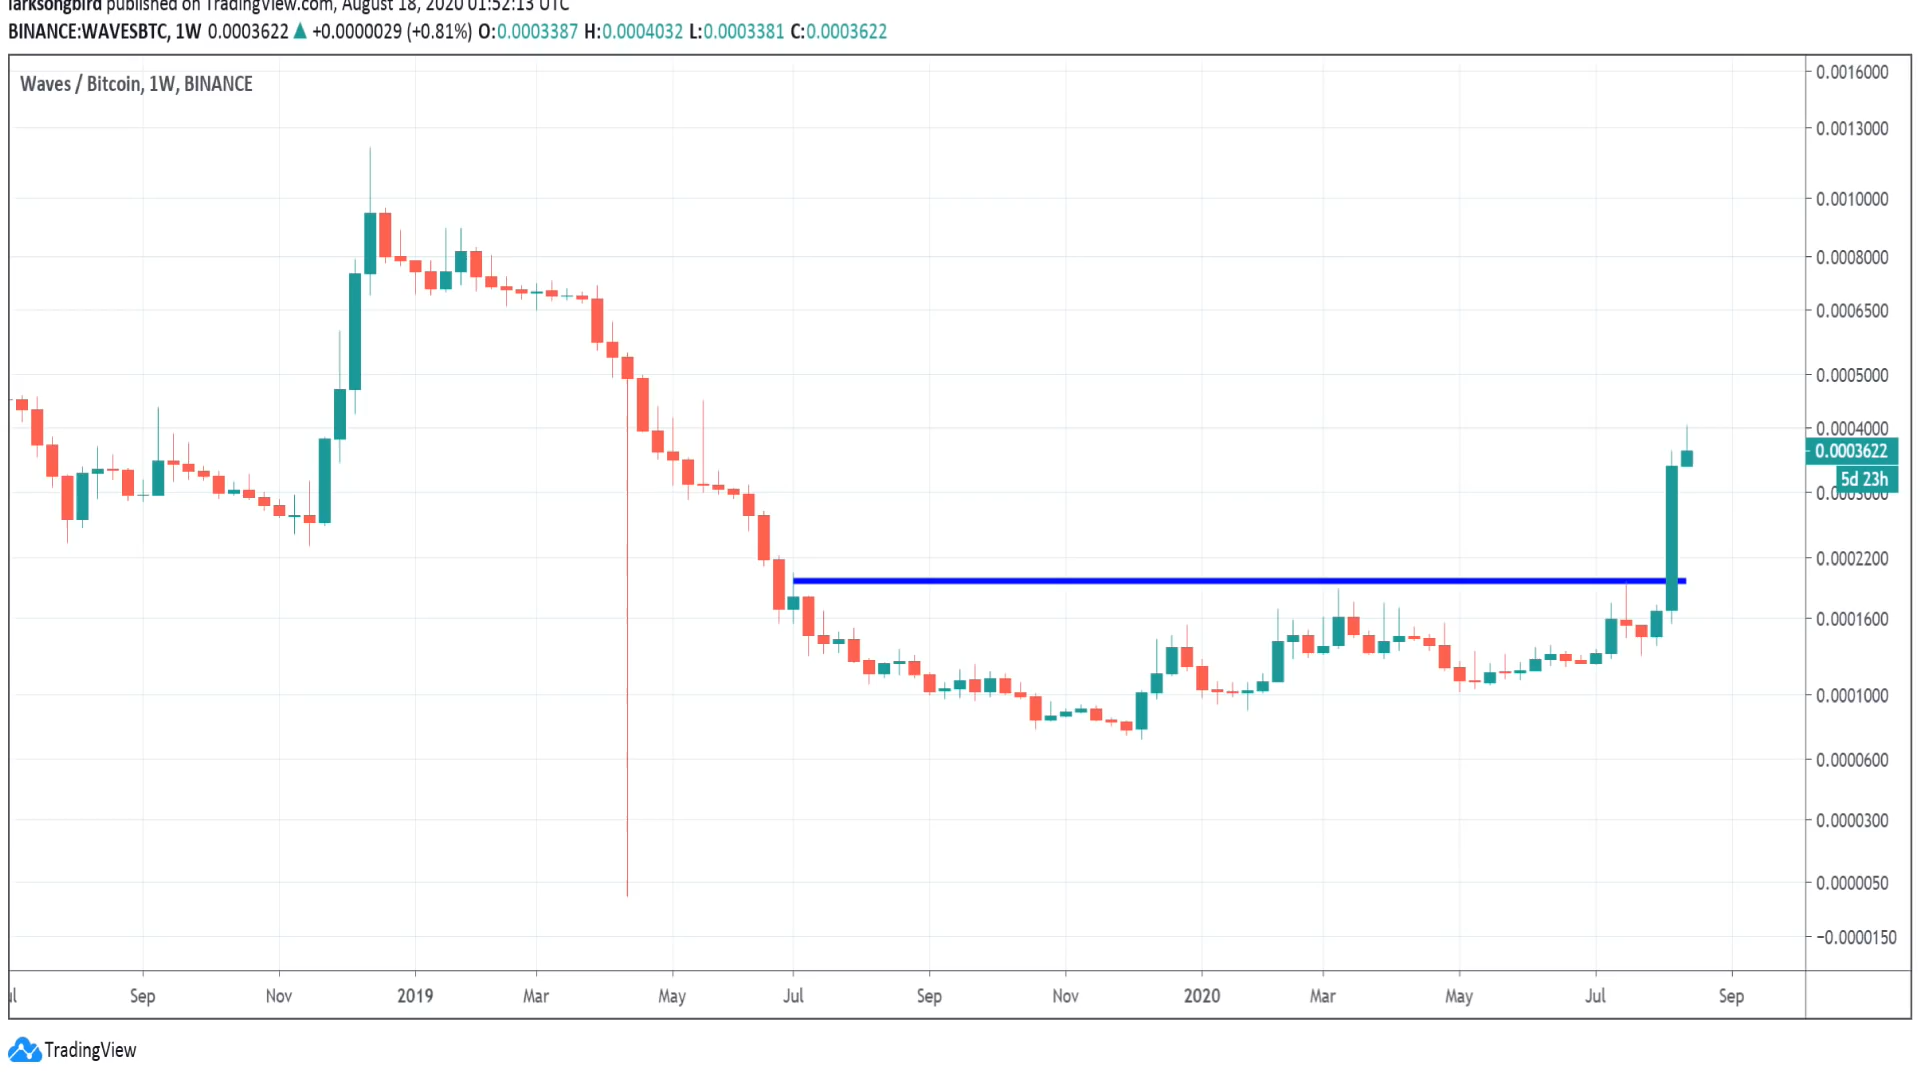 larksongbird published on TradingView.com, August 18, 2020 01:52:13 UTC
BINANCE:WAVESBTC, 1W 0.0003622 ▲ +0.0000029 (+0.81%) O:0.0003387 H:0.0004032 L:0.0003381 C:0.0003622
Waves / Bitcoin, 1W, BINANCE
0.0016000
0.0013000
0.0010000
0.0008000
0.0006500
0.0005000
0.0004000
0.0003622
5d 23h
0.0003000
0.0002200
0.0001600
0.0001000
0.0000600
0.0000300
0.0000050
−0.0000150
Sep Nov 2019 Mar May Jul Sep Nov 2020 Mar May Jul Sep
TradingView